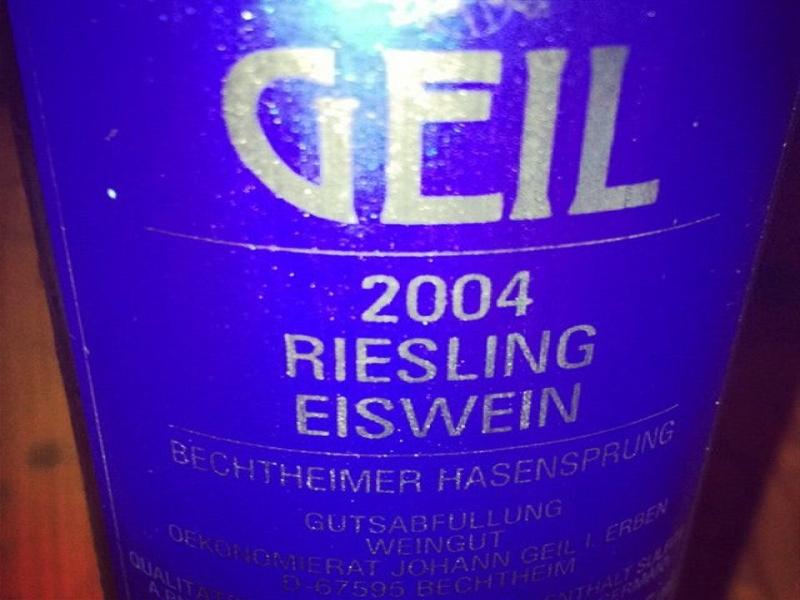 GEIL
2004
RIESLING
EISWEIN
BECHTHEIMER HASENSPRUNG
GUTSABFÜLLUNG
WEINGUT
OEKONOMIERAT JOHANN GEIL I. ERBEN
D-67595 BECHTHEIM